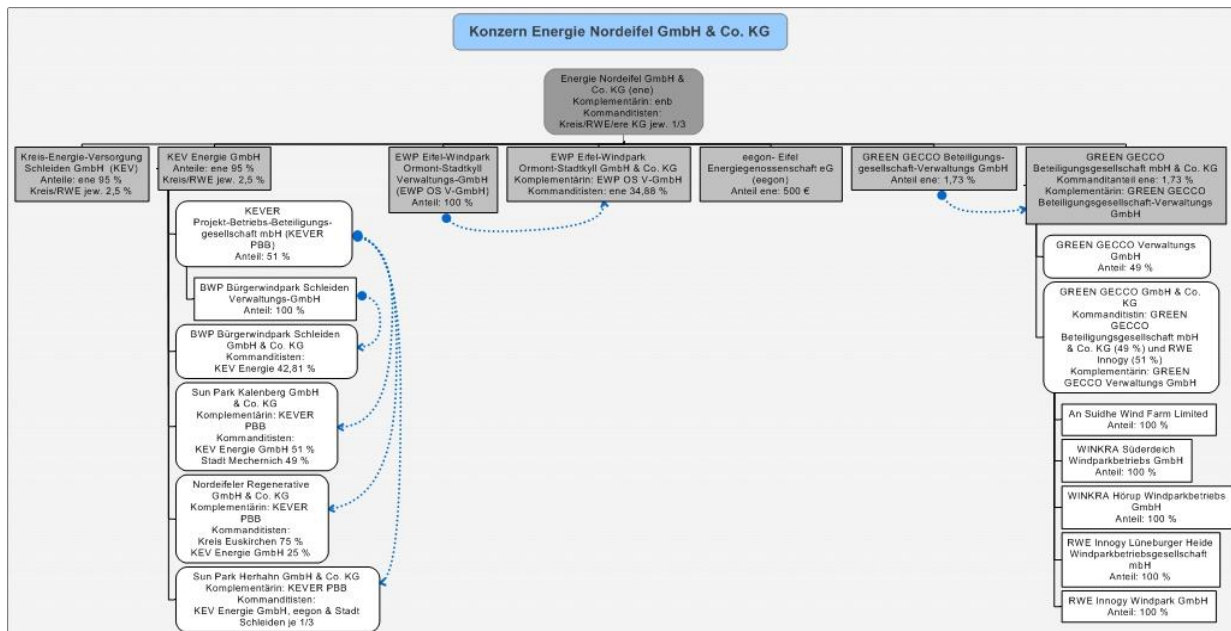 Konzern Energie Nordeifel GmbH & Co. KG
Energie Nordeifel GmbH &
Co. KG (ene)
Komplementärin: enb
Kommanditisten:
Kreis/RWE/ere KG jew. 1/3
Kreis-Energie-Versorgung
Schleiden GmbH (KEV)
Anteile: ene 95 %
Kreis/RWE jew. 2,5 %
KEV Energie GmbH
Anteile: ene 95 %
Kreis/RWE jew. 2,5 %
EWP Eifel-Windpark
Ormont-Stadtkyll
Verwaltungs-GmbH
(EWP OS V-GmbH)
Anteil: 100 %
EWP Eifel-Windpark
Ormont-Stadtkyll GmbH & Co. KG
Komplementärin: EWP OS V-GmbH
Kommanditisten: ene 34,88 %
eegon- Eifel
Energiegenossenschaft eG
(eegon)
Anteil ene: 500 €
GREEN GECCO Beteiligungs-
gesellschaft-Verwaltungs GmbH
Anteil ene: 1,73 %
GREEN GECCO
Beteiligungsgesellschaft mbH & Co. KG
Kommanditanteil ene: 1,73 %
Komplementärin: GREEN GECCO
Beteiligungsgesellschaft-Verwaltungs
GmbH
KEVER
Projekt-Betriebs-Beteiligungs-
gesellschaft mbH (KEVER
PBB)
Anteil: 51 %
BWP Bürgerwindpark Schleiden
Verwaltungs-GmbH
Anteil: 100 %
BWP Bürgerwindpark Schleiden
GmbH & Co. KG
Kommanditisten:
KEV Energie 42,81 %
Sun Park Kalenberg GmbH
& Co. KG
Komplementärin: KEVER
PBB
Kommanditisten:
KEV Energie GmbH 51 %
Stadt Mechernich 49 %
Nordeifeler Regenerative
GmbH & Co. KG
Komplementärin: KEVER
PBB
Kommanditisten:
Kreis Euskirchen 75 %
KEV Energie GmbH 25 %
Sun Park Herhahn GmbH & Co. KG
Komplementärin: KEVER PBB
Kommanditisten:
KEV Energie GmbH, eegon & Stadt
Schleiden je 1/3
GREEN GECCO Verwaltungs
GmbH
Anteil: 49 %
GREEN GECCO GmbH & Co.
KG
Kommanditistin: GREEN
GECCO
Beteiligungsgesellschaft mbH
& Co. KG (49 %) und RWE
Innogy (51 %)
Komplementärin: GREEN
GECCO Verwaltungs GmbH
An Suidhe Wind Farm Limited
Anteil: 100 %
WINKRA Süderdeich
Windparkbetriebs GmbH
Anteil: 100 %
WINKRA Hörup Windparkbetriebs
GmbH
Anteil: 100 %
RWE Innogy Lüneburger Heide
Windparkbetriebsgesellschaft
mbH
Anteil: 100 %
RWE Innogy Windpark GmbH
Anteil: 100 %